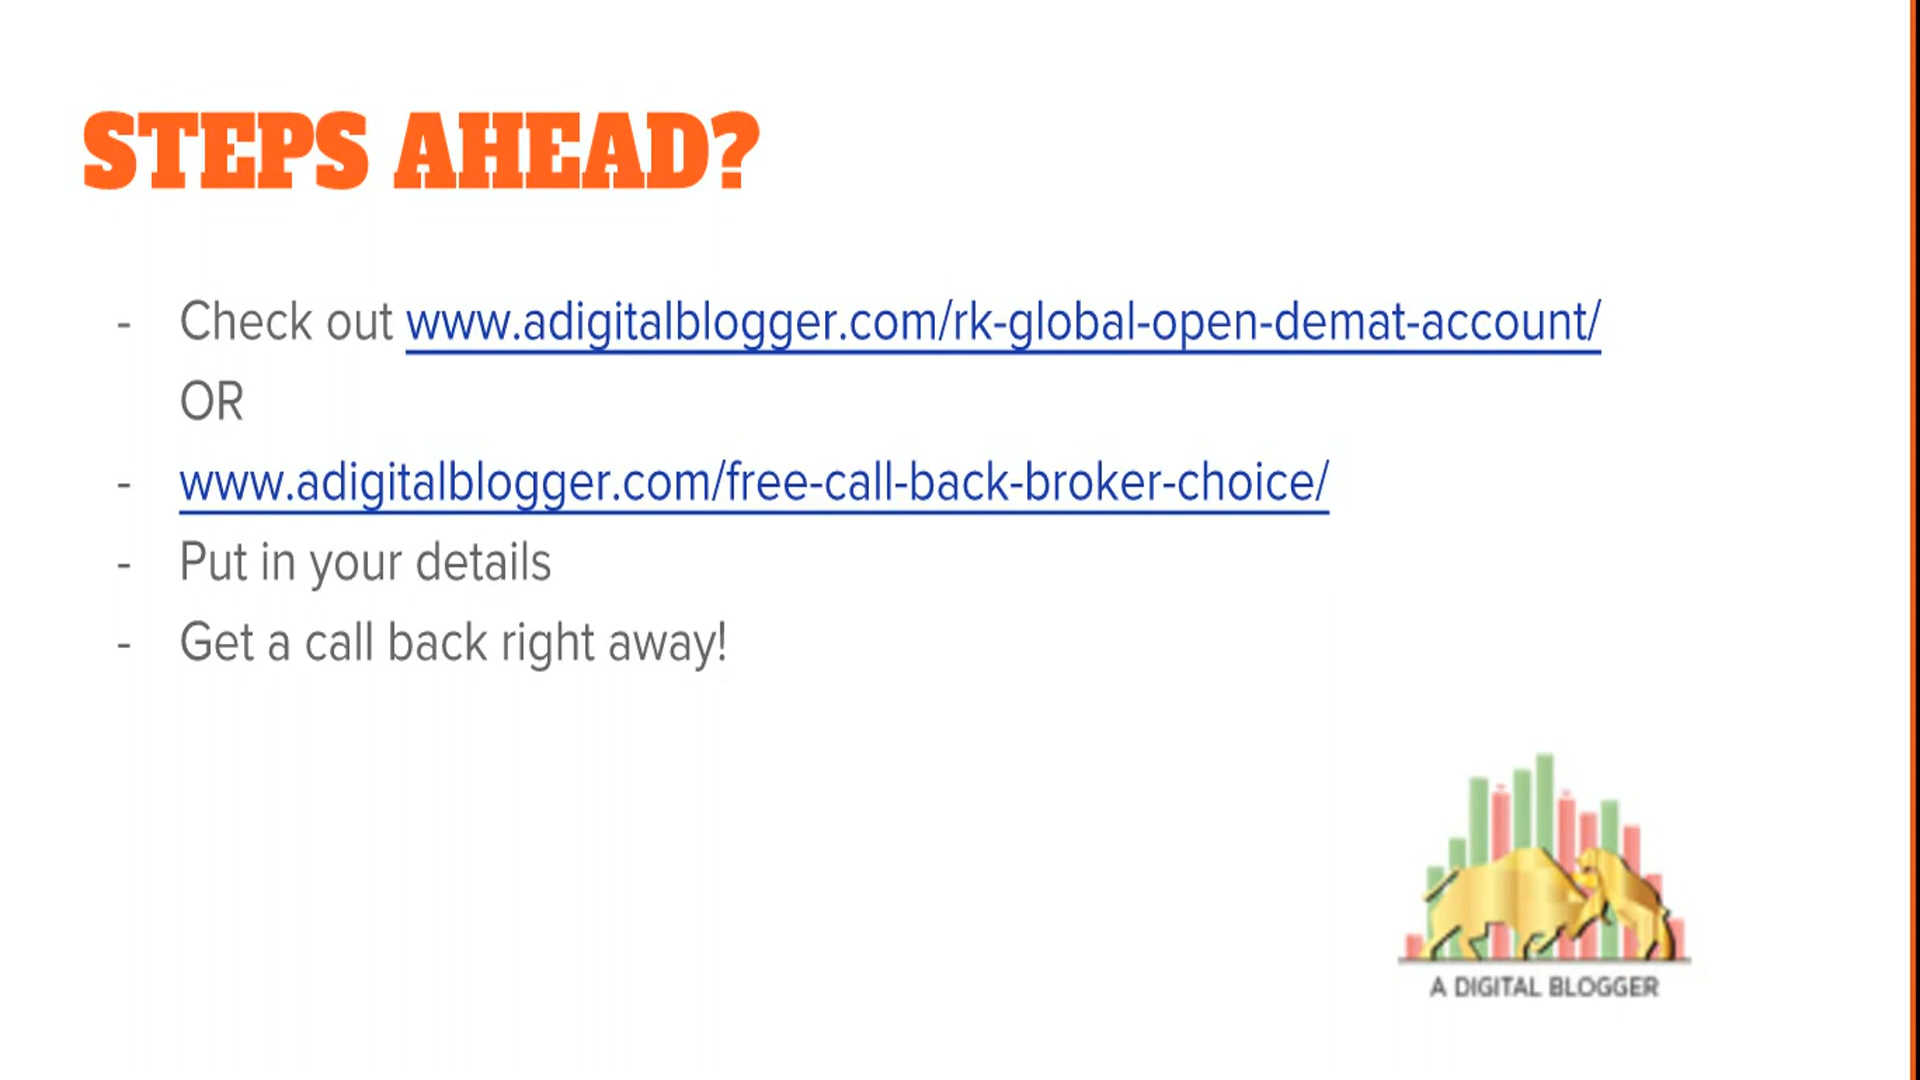 STEPS AHEAD?
- Check out www.adigitalblogger.com/rk-global-open-demat-account/
OR
- www.adigitalblogger.com/free-call-back-broker-choice/
- Put in your details
- Get a call back right away!
A DIGITAL BLOGGER